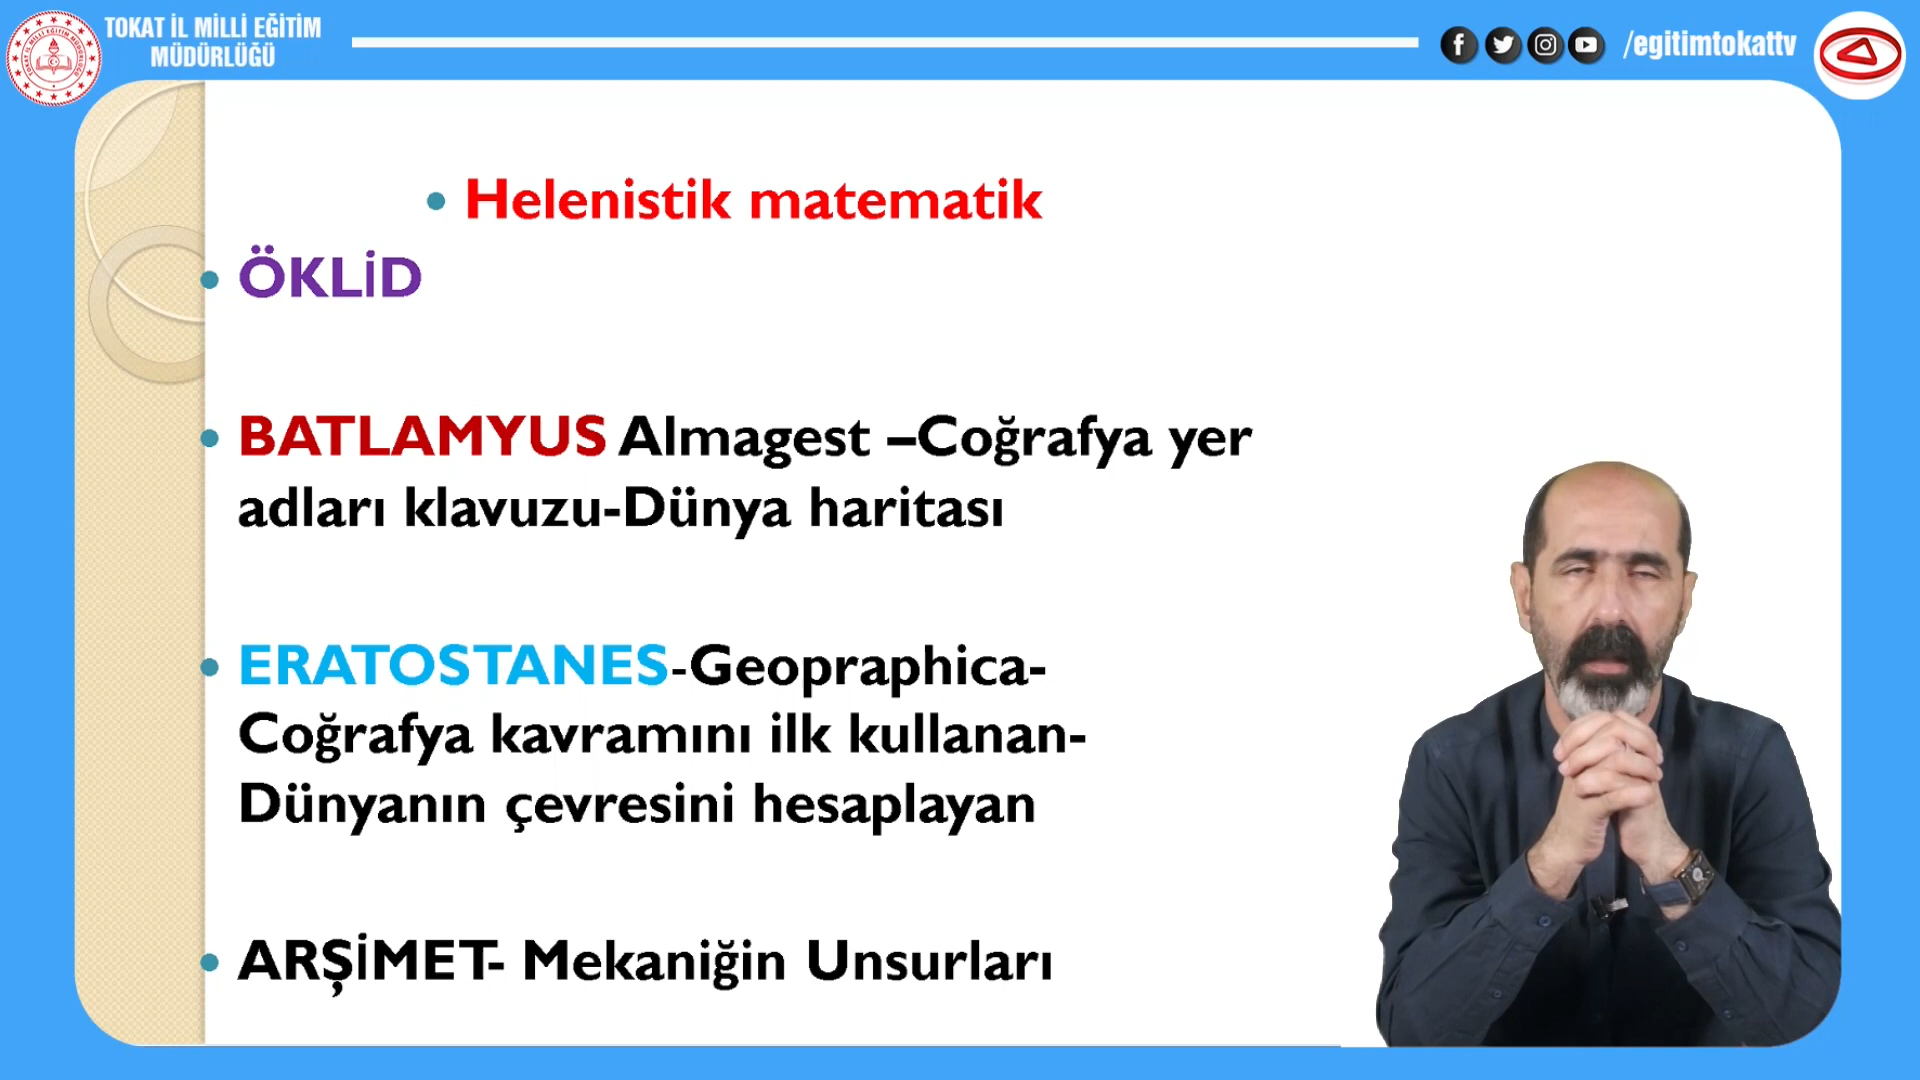 TOKAT İL MİLLİ EĞİTİM
MÜDÜRLÜĞÜ
/egitimtokattv
Helenistik matematik
ÖKLİD
BATLAMYUS Almagest –Coğrafya yer
adları klavuzu-Dünya haritası
ERATOSTANES-Geopraphica-
Coğrafya kavramını ilk kullanan-
Dünyanın çevresini hesaplayan
ARŞİMET- Mekaniğin Unsurları